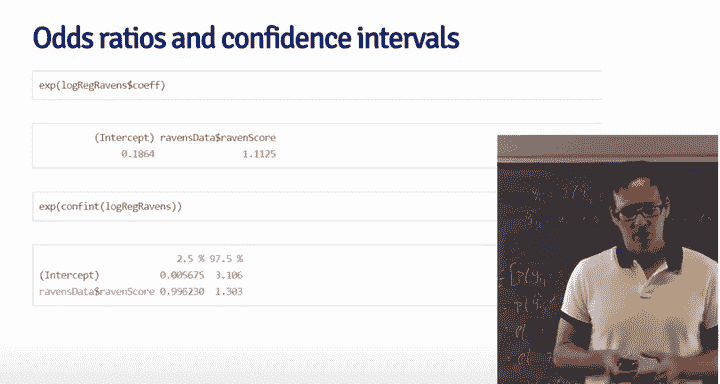 Odds ratios and confidence intervals
exp(logRegRavens$coeff)
(Intercept) ravensData$ravenScore
0.1864 1.1125
exp(confint(logRegRavens))
2.5 % 97.5 %
(Intercept) 0.005675 3.106
ravensData$ravenScore 0.996230 1.303